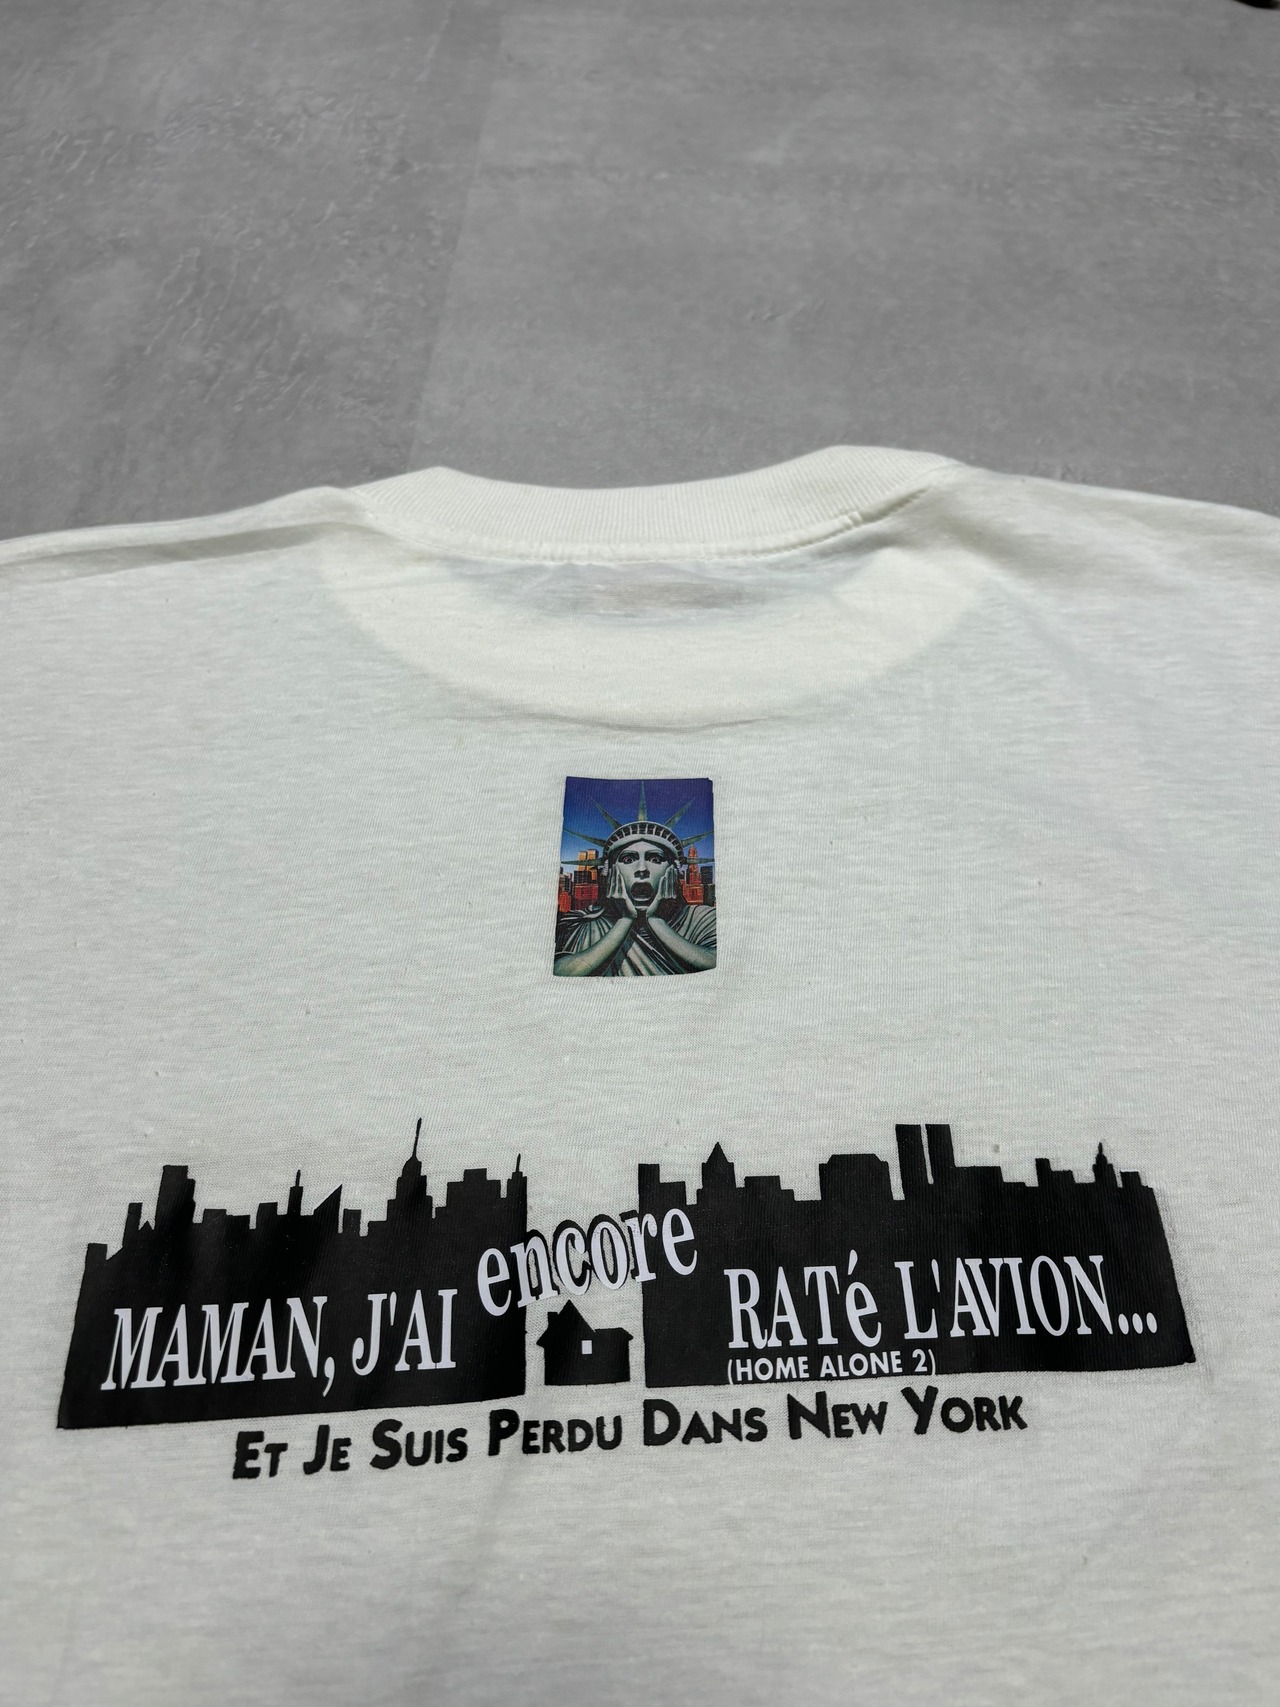 MAMAN, J'AI encore RATé L'AVION...
(HOME ALONE 2)
ET JE SUIS PERDU DANS NEW YORK